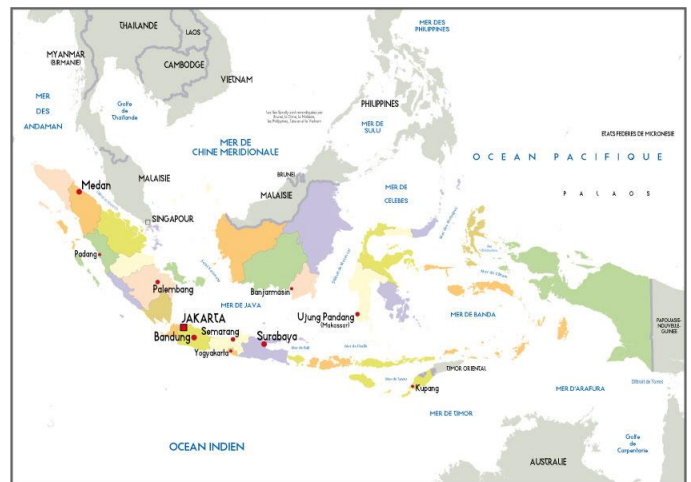 THAILANDE
LAOS
MER DES
PHILIPPINES
MYANMAR
(BIRMANIE)
CAMBODGE
VIETNAM
MER
DES
ANDAMAN
Golfe
de
Thaïlande
PHILIPPINES
MER DE
SULU
ETATS FEDERES DE MICRONESIE
MER DE
CHINE MERIDIONALE
OCEAN PACIFIQUE
BRUNEI
MALAISIE
MALAISIE
MER DE
CELEBES
PALAOS
Medan
SINGAPOUR
Padang
Palembang
Banjarmasin
MER DE JAVA
JAKARTA
Ujung Pandang
(Makassar)
MER DE BANDA
PAPOUASIE-
NOUVELLE-
GUINEE
Bandung
Semarang
Surabaya
Yogyakarta
TIMOR ORIENTAL
Kupang
MER D'ARAFURA
Détroit de Torres
MER DE TIMOR
OCEAN INDIEN
Golfe
de
Carpentarie
AUSTRALIE